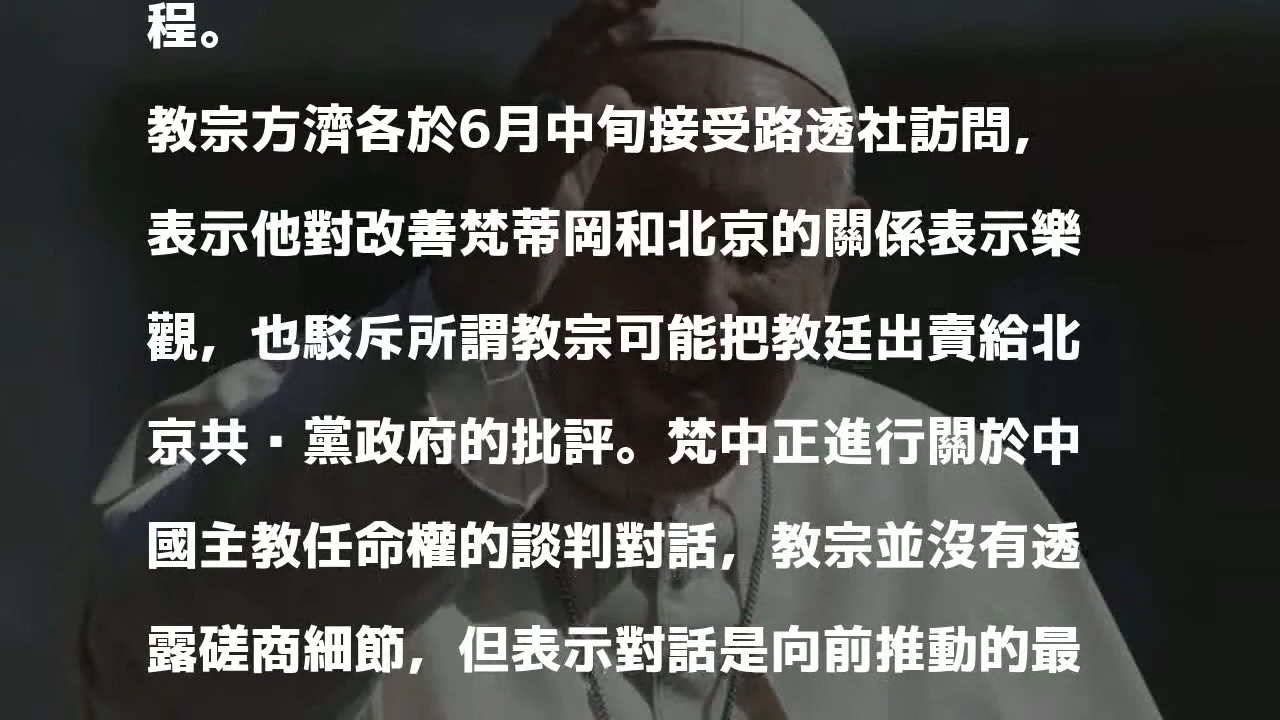 程。
教宗方濟各於6月中旬接受路透社訪問，
表示他對改善梵蒂岡和北京的關係表示樂
觀，也駁斥所謂教宗可能把教廷出賣給北
京共·黨政府的批評。梵中正進行關於中
國主教任命權的談判對話，教宗並沒有透
露磋商細節，但表示對話是向前推動的最